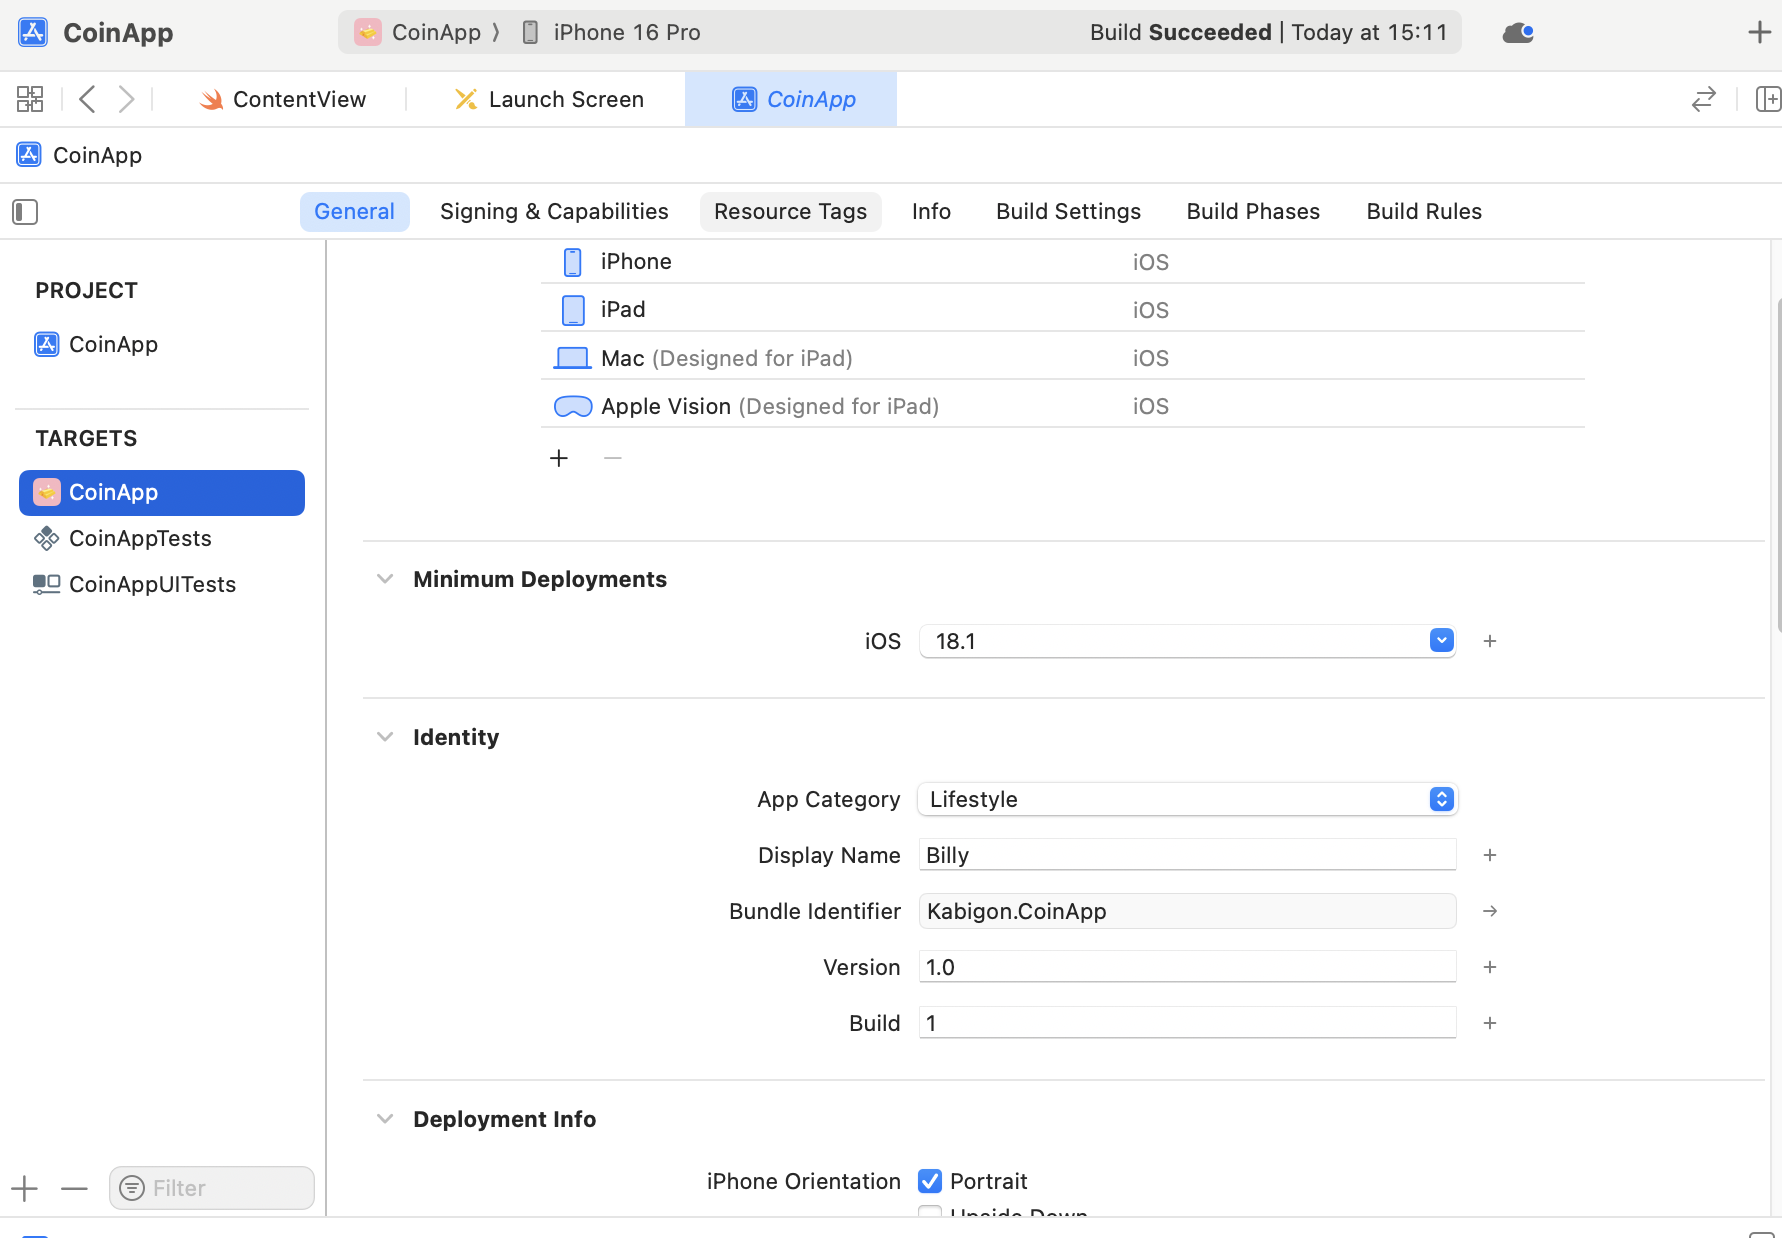 CoinApp
CoinApp ⟩ iPhone 16 Pro
Build Succeeded | Today at 15:11
ContentView
Launch Screen
CoinApp
CoinApp
General
Signing & Capabilities
Resource Tags
Info
Build Settings
Build Phases
Build Rules
PROJECT
CoinApp
TARGETS
CoinApp
CoinAppTests
CoinAppUITests
Filter
iPhone iOS
iPad iOS
Mac (Designed for iPad) iOS
Apple Vision (Designed for iPad) iOS
Minimum Deployments
iOS 18.1
Identity
App Category Lifestyle
Display Name Billy
Bundle Identifier Kabigon.CoinApp
Version 1.0
Build 1
Deployment Info
iPhone Orientation Portrait
Upside Down